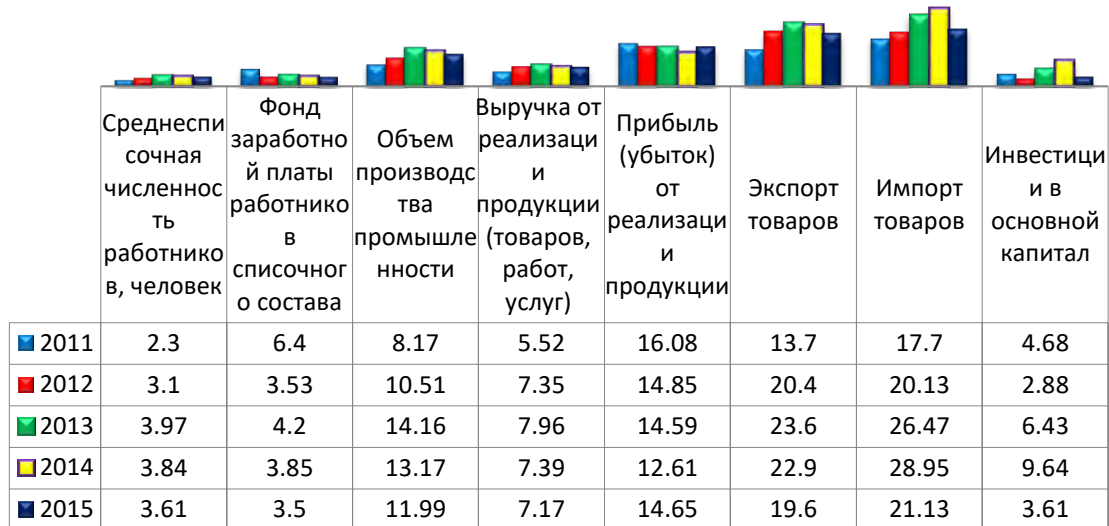 Среднеспи
сочная
численнос
ть
работнико
в, человек
Фонд
заработно
й платы
работнико
в
списочног
о состава
Объем
производс
тва
промышле
нности
Выручка от
реализаци
и
продукции
(товаров,
работ,
услуг)
Прибыль
(убыток)
от
реализаци
и
продукции
Экспорт
товаров
Импорт
товаров
Инвестици
и в
основной
капитал
2011 2.3 6.4 8.17 5.52 16.08 13.7 17.7 4.68
2012 3.1 3.53 10.51 7.35 14.85 20.4 20.13 2.88
2013 3.97 4.2 14.16 7.96 14.59 23.6 26.47 6.43
2014 3.84 3.85 13.17 7.39 12.61 22.9 28.95 9.64
2015 3.61 3.5 11.99 7.17 14.65 19.6 21.13 3.61